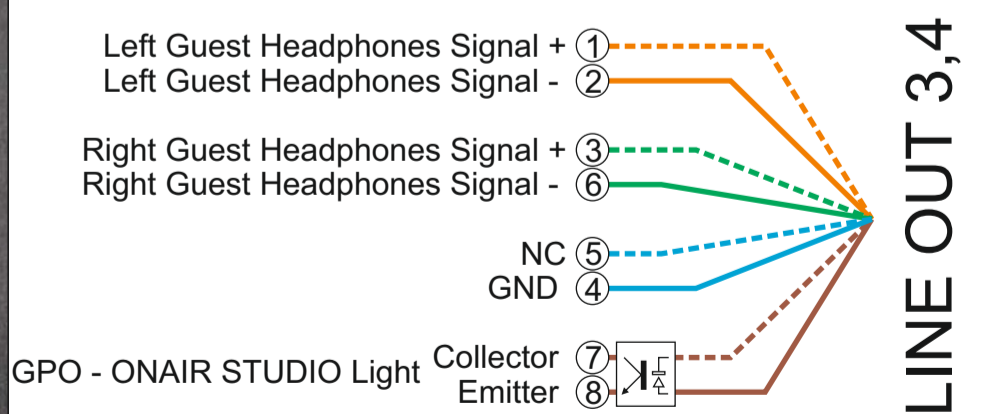 Left Guest Headphones Signal + 1
Left Guest Headphones Signal - 2
Right Guest Headphones Signal + 3
Right Guest Headphones Signal - 6
NC 5
GND 4
GPO - ONAIR STUDIO Light
Collector 7
Emitter 8
LINE OUT 3,4